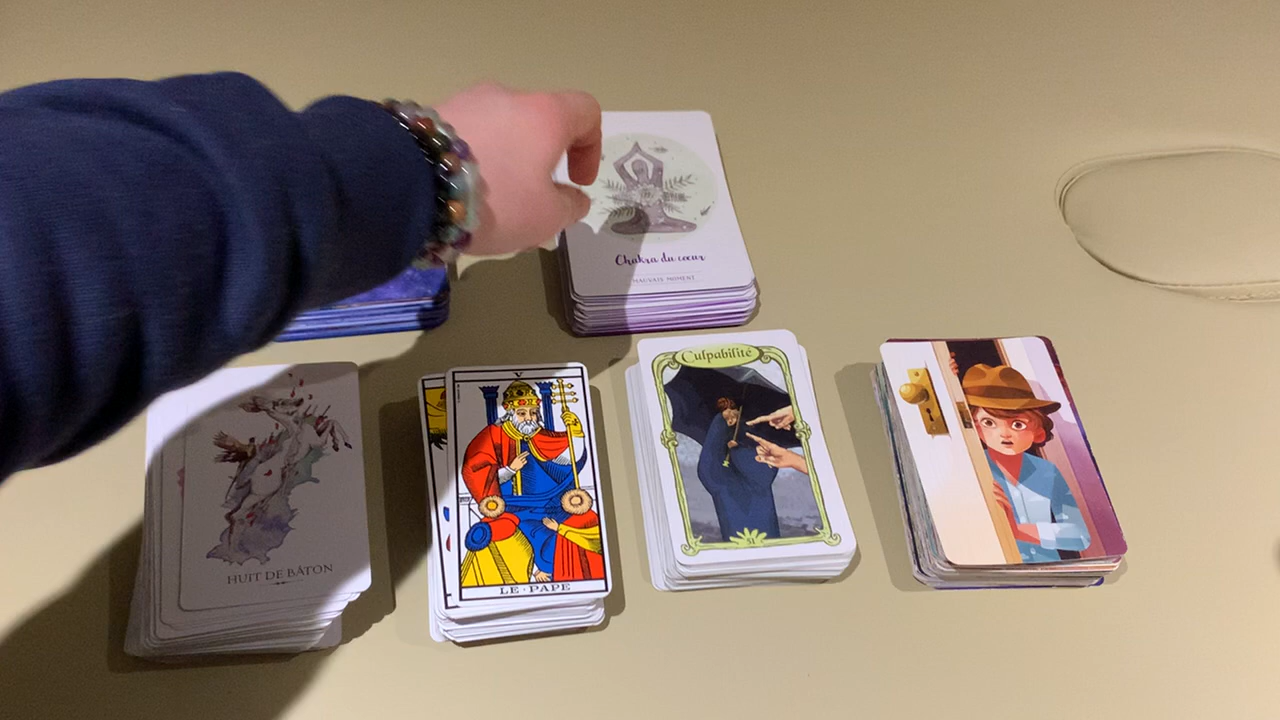 Chakra du cœur
MAUVAIS MOMENT
Culpabilité
51
V
LE · PAPE
HUIT DE BÂTON